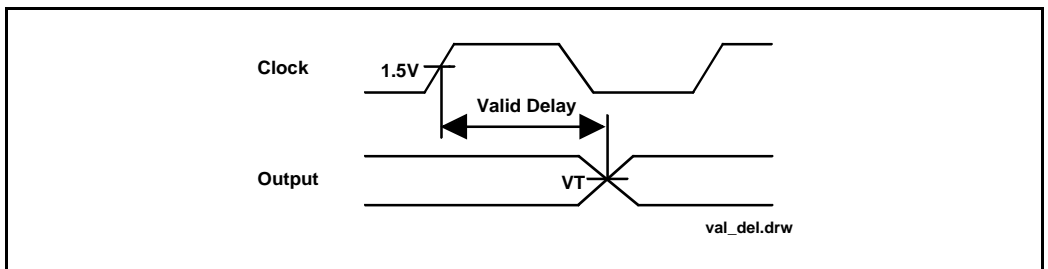 Clock
1.5V
Valid Delay
Output
VT
val_del.drw